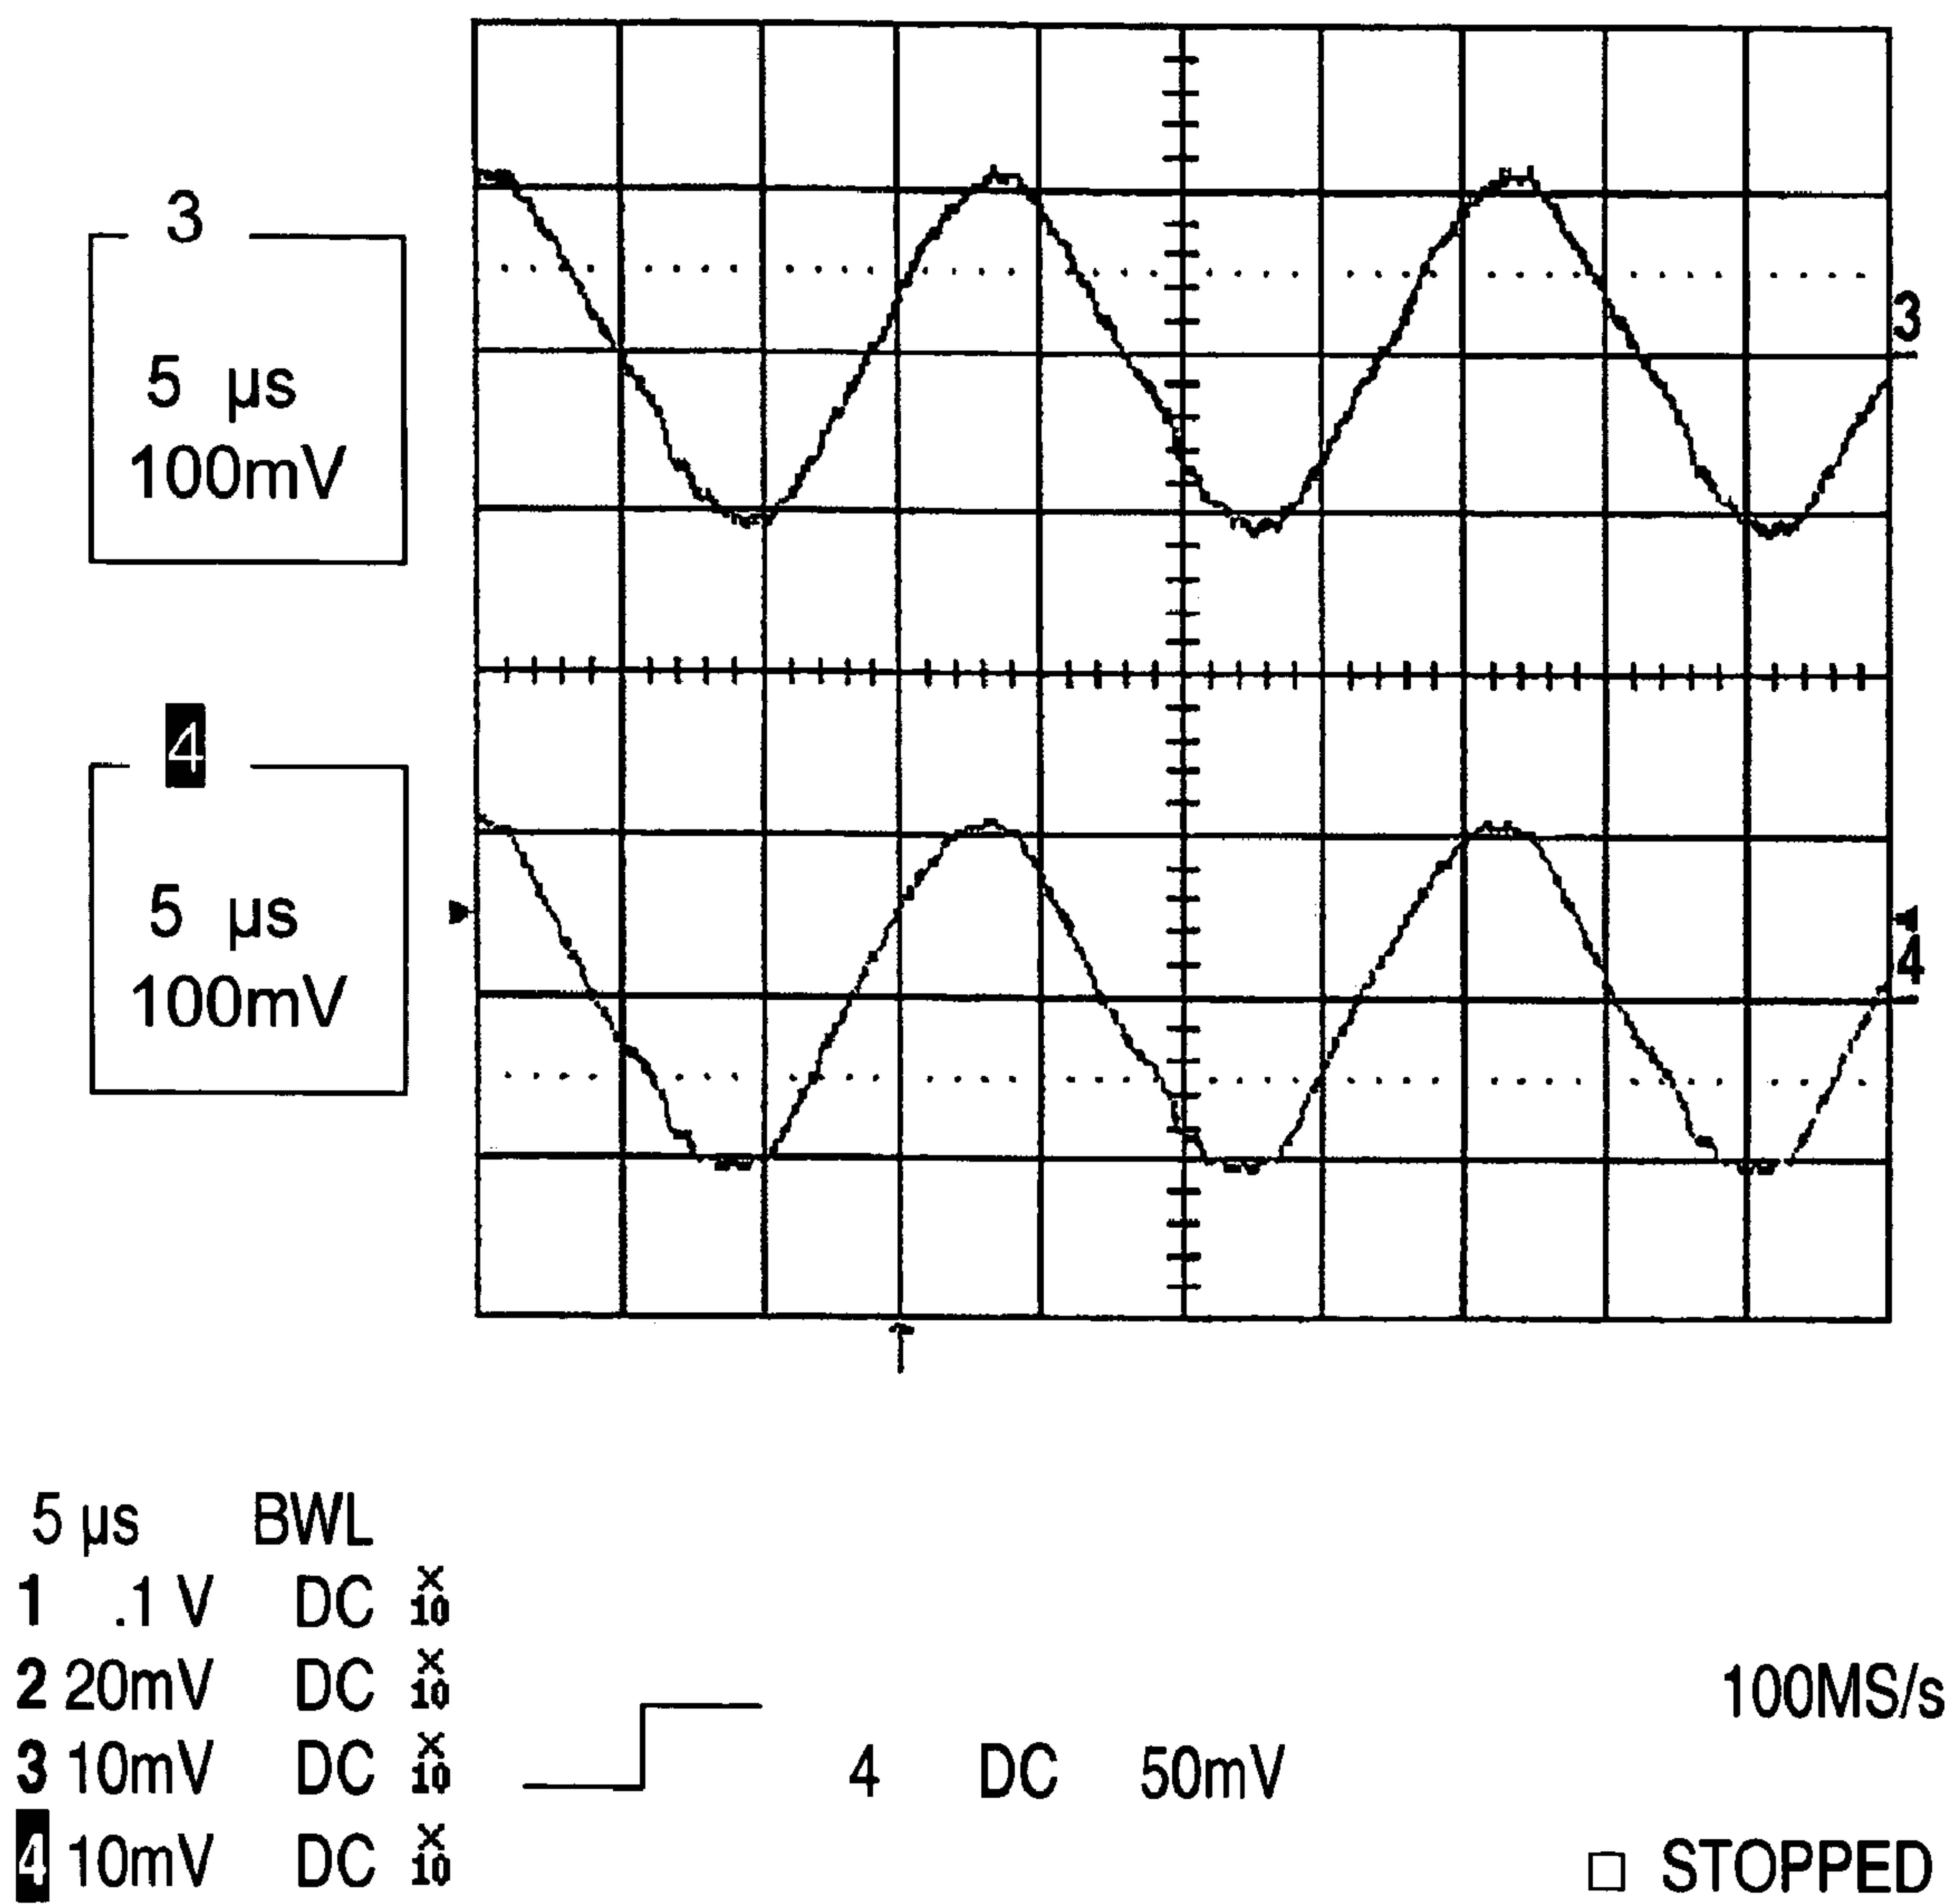 3
5 µs
100mV
3
4
5 µs
100mV
4
5 µs BWL
1 .1 V DC X 10
2 20mV DC X 10
3 10mV DC X 10
4 10mV DC X 10
4 DC 50mV
100MS/s
□ STOPPED